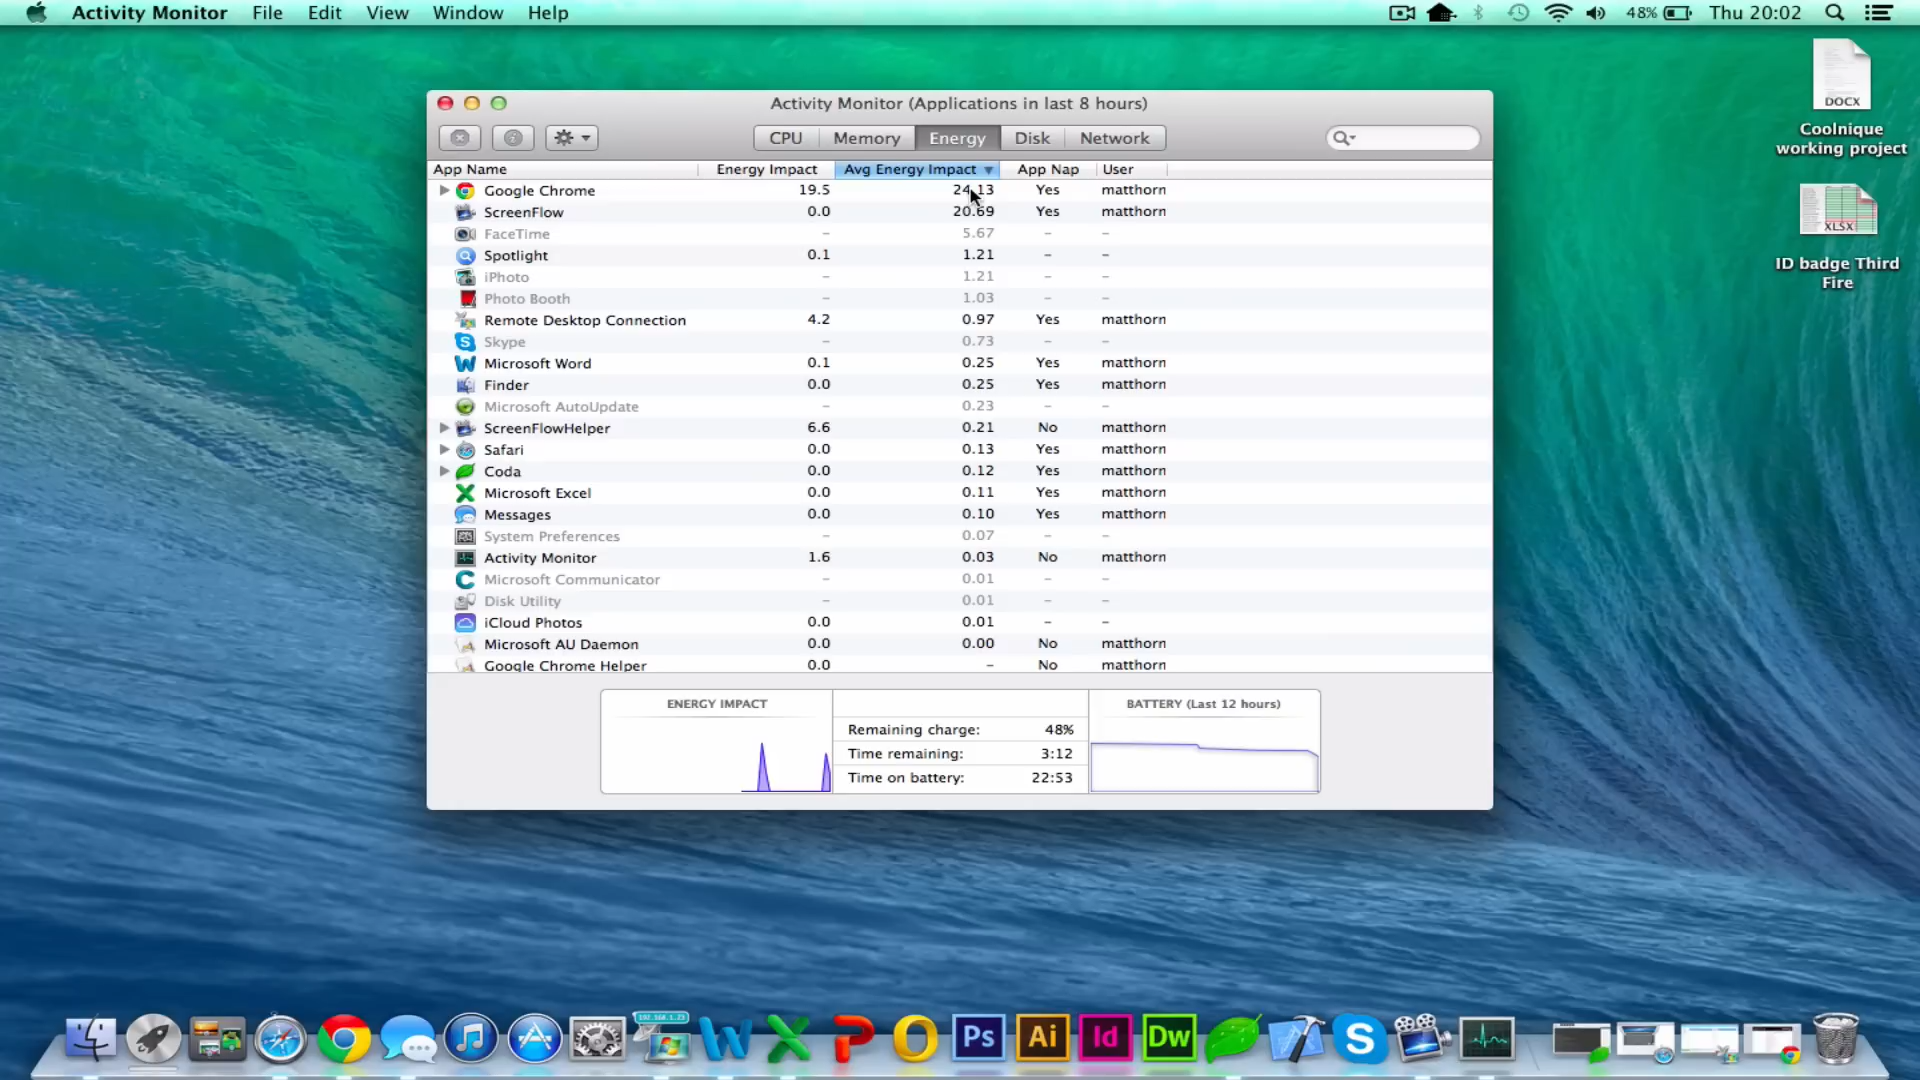 Activity Monitor File Edit View Window Help 48% Thu 20:02
DOCX
Coolnique
working project
XLSX
ID badge Third
Fire
Activity Monitor (Applications in last 8 hours)
CPU Memory Energy Disk Network
App Name Energy Impact Avg Energy Impact App Nap User
Google Chrome 19.5 24.13 Yes matthorn
ScreenFlow 0.0 20.69 Yes matthorn
FaceTime – 5.67 – –
Spotlight 0.1 1.21 – –
iPhoto – 1.21 – –
Photo Booth – 1.03 – –
Remote Desktop Connection 4.2 0.97 Yes matthorn
Skype – 0.73 – –
Microsoft Word 0.1 0.25 Yes matthorn
Finder 0.0 0.25 Yes matthorn
Microsoft AutoUpdate – 0.23 – –
ScreenFlowHelper 6.6 0.21 No matthorn
Safari 0.0 0.13 Yes matthorn
Coda 0.0 0.12 Yes matthorn
Microsoft Excel 0.0 0.11 Yes matthorn
Messages 0.0 0.10 Yes matthorn
System Preferences – 0.07 – –
Activity Monitor 1.6 0.03 No matthorn
Microsoft Communicator – 0.01 – –
Disk Utility – 0.01 – –
iCloud Photos 0.0 0.01 – –
Microsoft AU Daemon 0.0 0.00 No matthorn
Google Chrome Helper 0.0 – No matthorn
ENERGY IMPACT
Remaining charge: 48%
Time remaining: 3:12
Time on battery: 22:53
BATTERY (Last 12 hours)
192.168.1.23
Ps Ai Id Dw